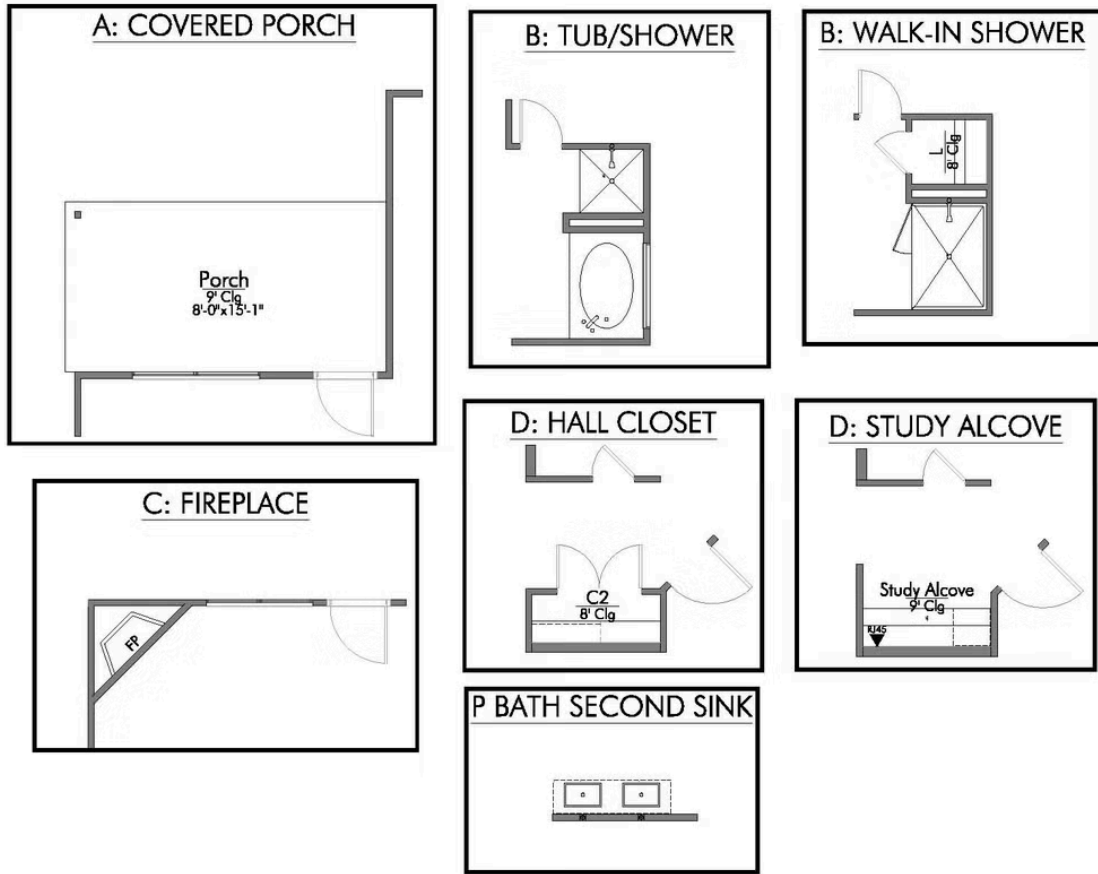 A: COVERED PORCH
Porch
9' Clg
8'-0"x15'-1"
B: TUB/SHOWER
B: WALK-IN SHOWER
L
8' Clg
C: FIREPLACE
FP
D: HALL CLOSET
C2
8' Clg
D: STUDY ALCOVE
Study Alcove
9' Clg
RJ45
P BATH SECOND SINK